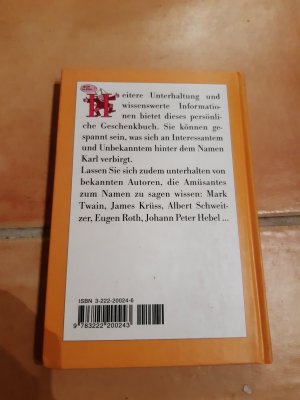 Heitere Unterhaltung und
wissenswerte Informatio-
nen bietet dieses persönli-
che Geschenkbuch. Sie können ge-
spannt sein, was sich an Interessantem
und Unbekanntem hinter dem Namen
Karl verbirgt.
Lassen Sie sich zudem unterhalten von
bekannten Autoren, die Amüsantes
zum Namen zu sagen wissen: Mark
Twain, James Krüss, Albert Schweit-
zer, Eugen Roth, Johann Peter Hebel ...
ISBN 3-222-20024-6
9 783222 200243